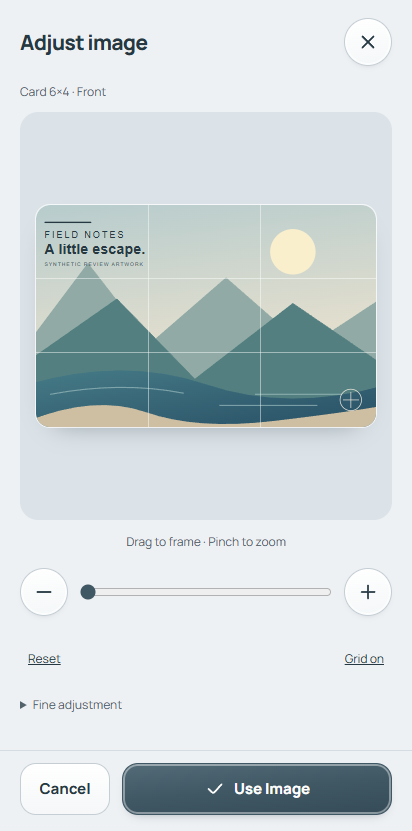 Adjust image
Card 6×4 · Front
FIELD NOTES
A little escape.
SYNTHETIC REVIEW ARTWORK
Drag to frame · Pinch to zoom
Reset
Grid on
Fine adjustment
Cancel
Use Image